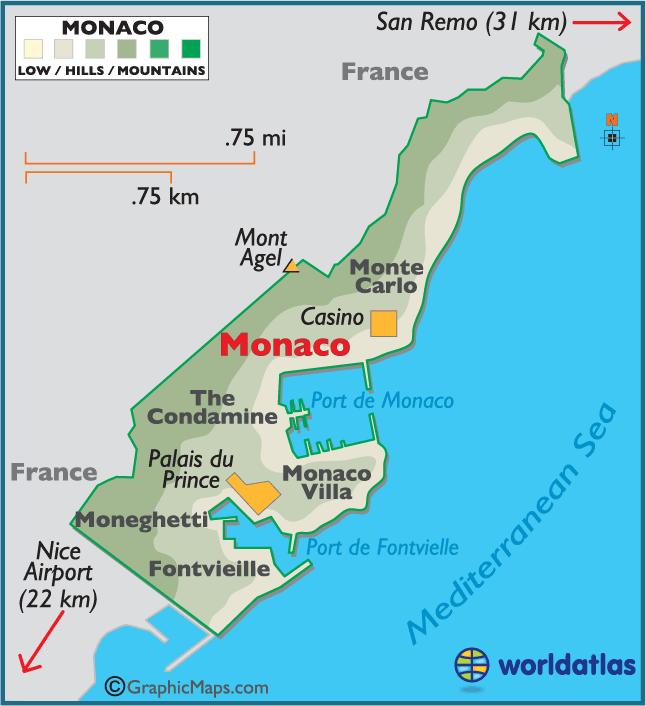 MONACO
LOW / HILLS / MOUNTAINS
San Remo (31 km)
France
N
.75 mi
.75 km
Mont
Agel
Monte
Carlo
Casino
Monaco
The
Condamine
Port de Monaco
France
Palais du
Prince
Monaco
Villa
Moneghetti
Port de Fontvielle
Nice
Airport
(22 km)
Fontvieille
Mediterranean Sea
©GraphicMaps.com
worldatlas